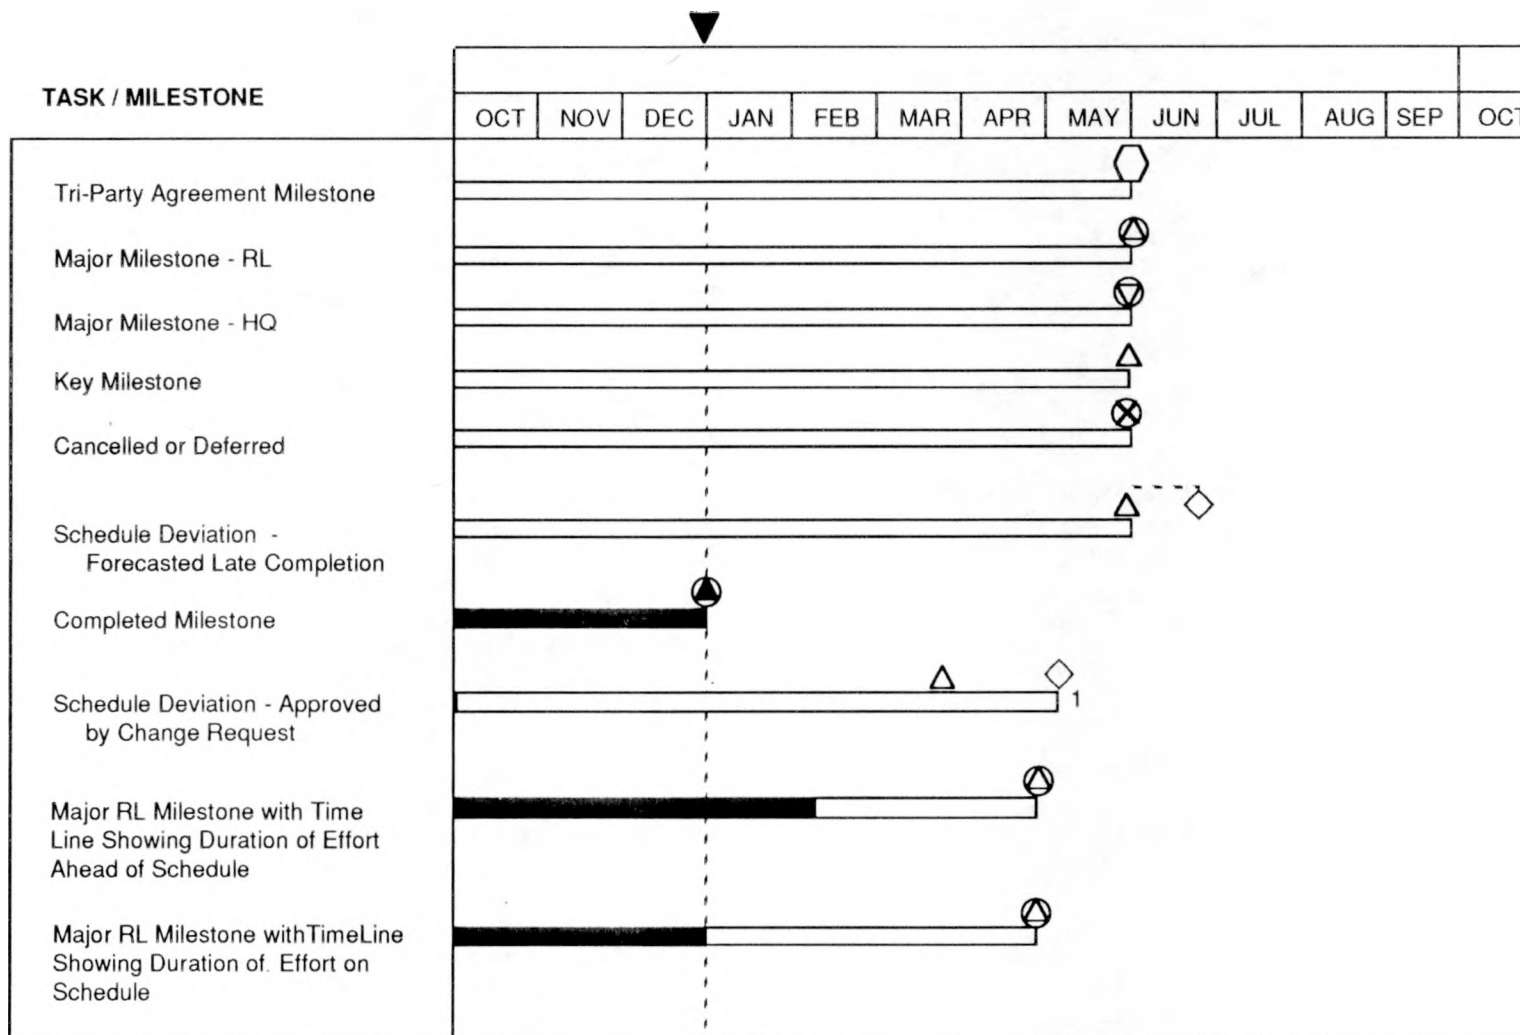 TASK / MILESTONE
OCT NOV DEC JAN FEB MAR APR MAY JUN JUL AUG SEP OCT
Tri-Party Agreement Milestone
Major Milestone - RL
Major Milestone - HQ
Key Milestone
Cancelled or Deferred
Schedule Deviation -
Forecasted Late Completion
Completed Milestone
1
Schedule Deviation - Approved
by Change Request
Major RL Milestone with Time
Line Showing Duration of Effort
Ahead of Schedule
Major RL Milestone withTimeLine
Showing Duration of. Effort on
Schedule